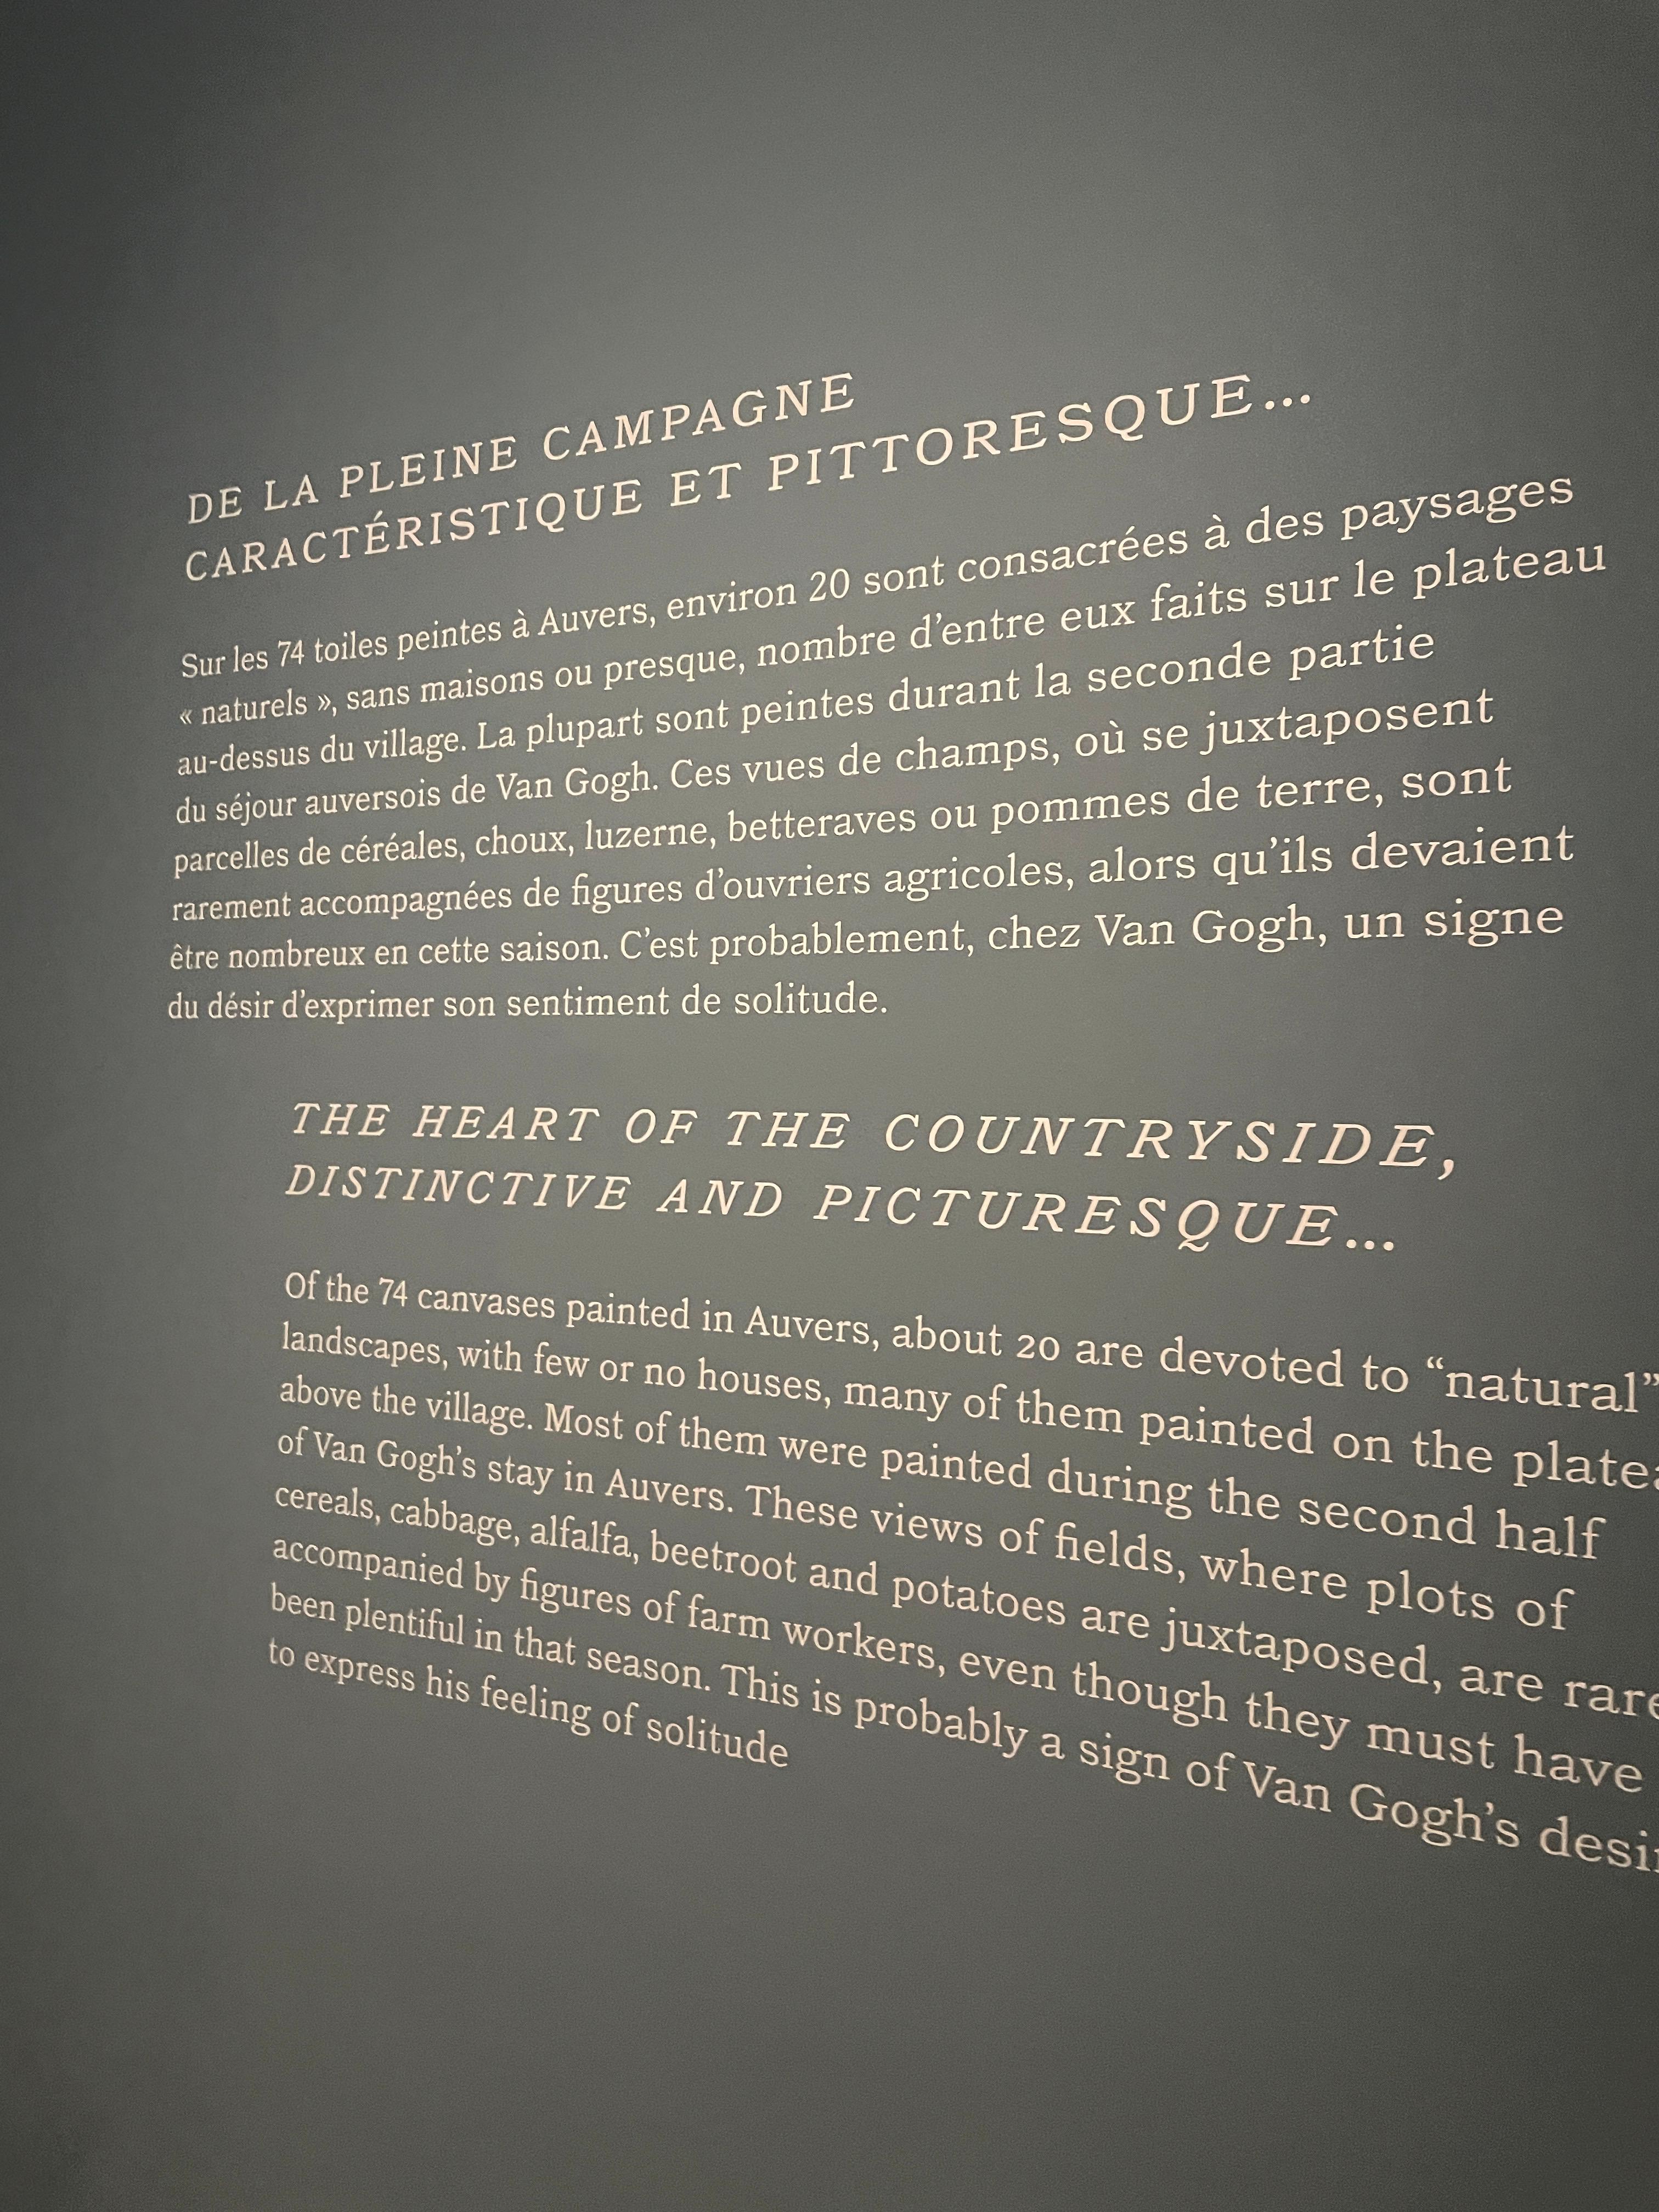 DE LA PLEINE CAMPAGNE
CARACTÉRISTIQUE ET PITTORESQUE...
Sur les 74 toiles peintes à Auvers, environ 20 sont consacrées à des paysages
« naturels », sans maisons ou presque, nombre d’entre eux faits sur le plateau
au-dessus du village. La plupart sont peintes durant la seconde partie
du séjour auversois de Van Gogh. Ces vues de champs, où se juxtaposent
parcelles de céréales, choux, luzerne, betteraves ou pommes de terre, sont
rarement accompagnées de figures d’ouvriers agricoles, alors qu’ils devaient
être nombreux en cette saison. C’est probablement, chez Van Gogh, un signe
du désir d’exprimer son sentiment de solitude.
THE HEART OF THE COUNTRYSIDE,
DISTINCTIVE AND PICTURESQUE...
Of the 74 canvases painted in Auvers, about 20 are devoted to “natural”
landscapes, with few or no houses, many of them painted on the
above the village. Most of them were painted during the second half
of Van Gogh’s stay in Auvers. These views of fields, where plots of
cereals, cabbage, alfalfa, beetroot and potatoes are juxtaposed, are
accompanied by figures of farm workers, even though they must have
been plentiful in that season. This is probably a sign of Van Gogh’s
to express his feeling of solitude